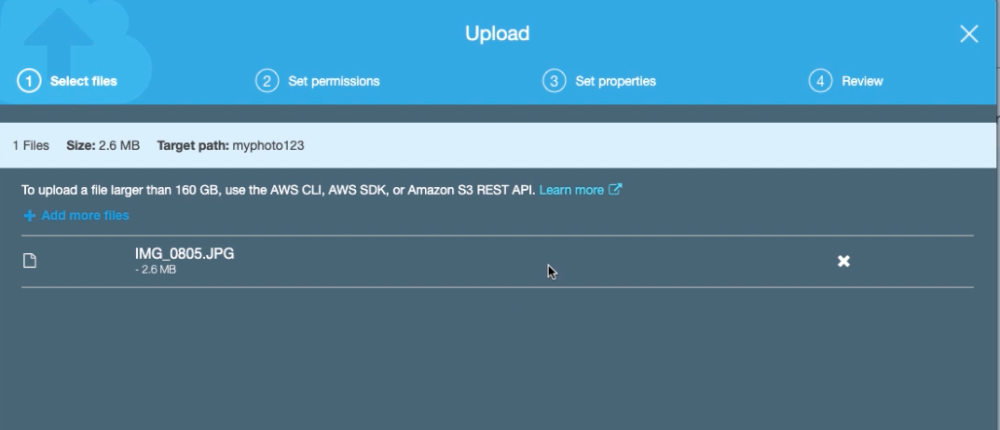 Upload
1 Select files 2 Set permissions 3 Set properties 4 Review
1 Files Size: 2.6 MB Target path: myphoto123
To upload a file larger than 160 GB, use the AWS CLI, AWS SDK, or Amazon S3 REST API. Learn more
+ Add more files
IMG_0805.JPG
- 2.6 MB